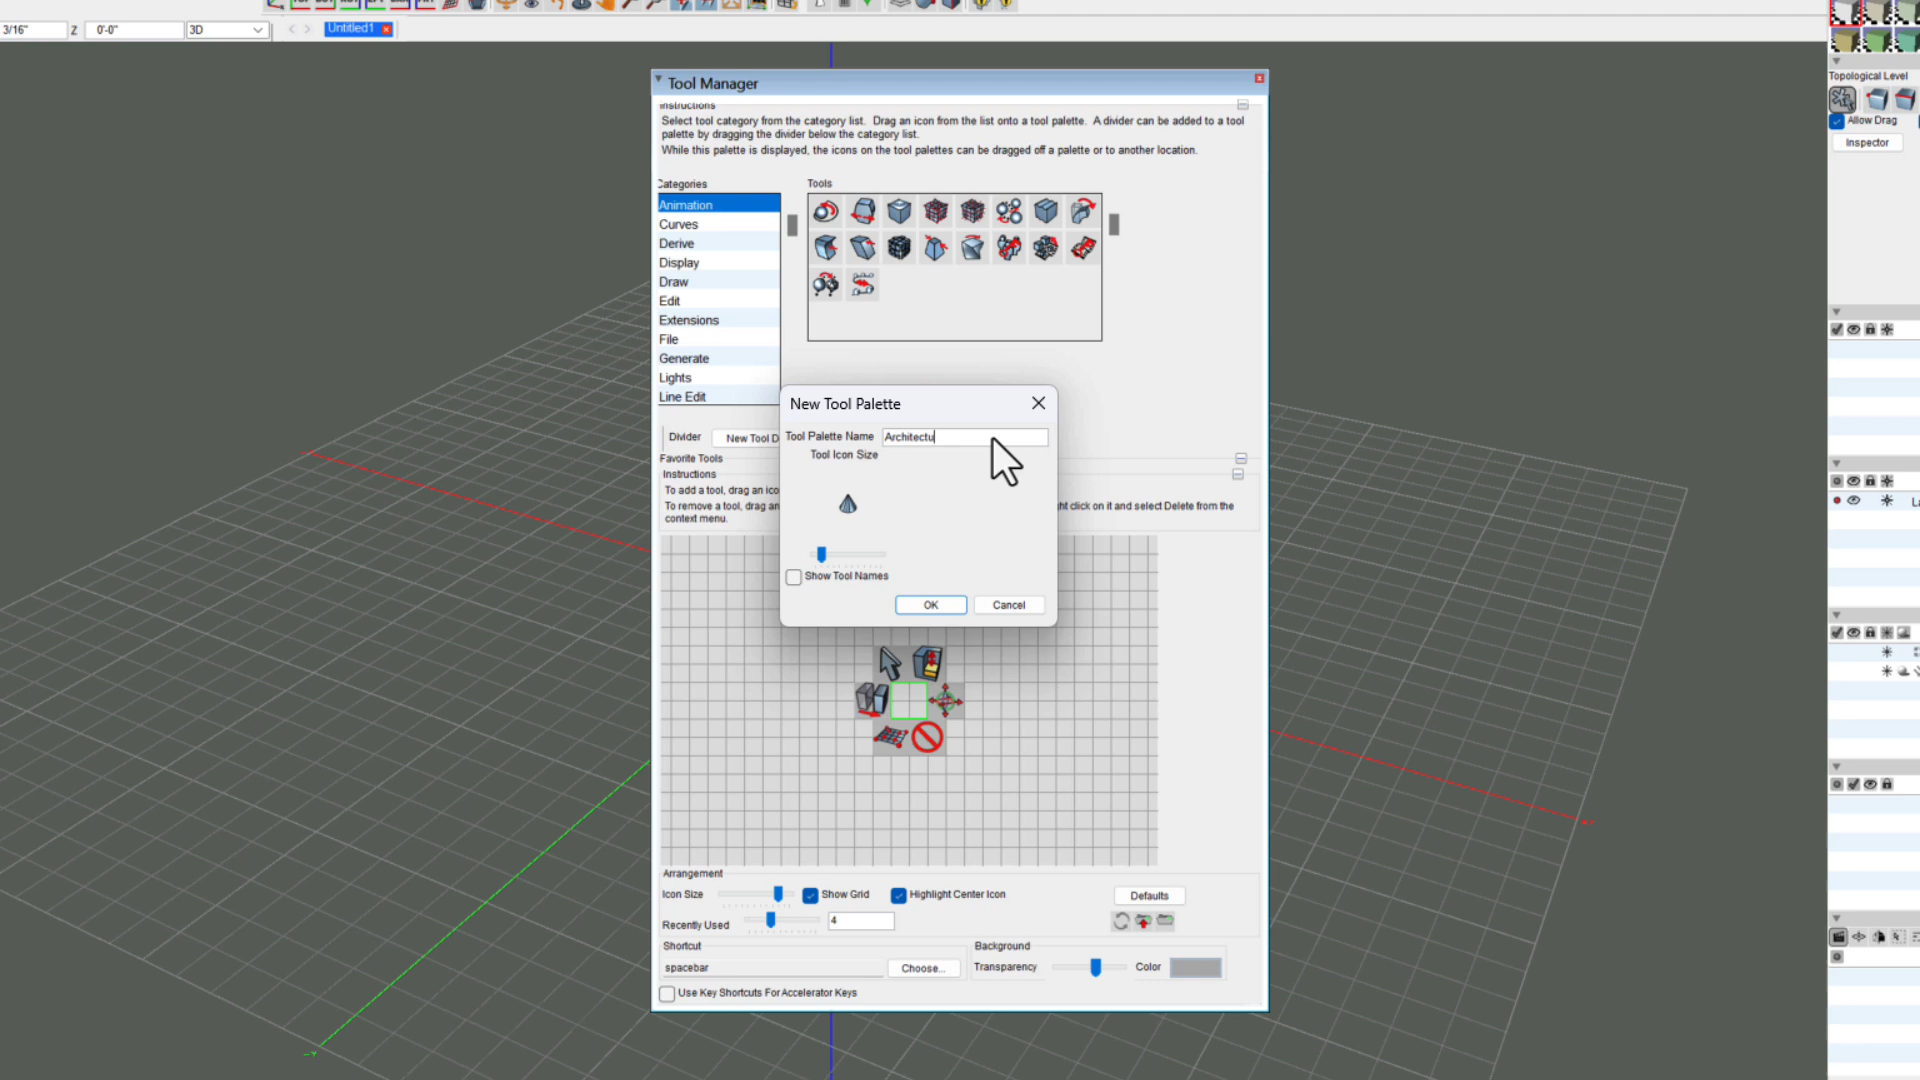 3/16"
Z
0'-0"
3D
Untitled1
Tool Manager
Instructions
Select tool category from the category list. Drag an icon from the list onto a tool palette. A divider can be added to a tool
palette by dragging the divider below the category list.
While this palette is displayed, the icons on the tool palettes can be dragged off a palette or to another location.
Categories
Tools
Animation
Curves
Derive
Display
Draw
Edit
Extensions
File
Generate
Lights
Line Edit
Divider
New Tool D
Favorite Tools
Instructions
To add a tool, drag an ico
To remove a tool, drag an
ht click on it and select Delete from the
context menu.
New Tool Palette
Tool Palette Name
Architectu
Tool Icon Size
Show Tool Names
OK
Cancel
Arrangement
Icon Size
Show Grid
Highlight Center Icon
Defaults
Recently Used
4
Shortcut
spacebar
Choose...
Background
Transparency
Color
Use Key Shortcuts For Accelerator Keys
Topological Level
Allow Drag
Inspector
La